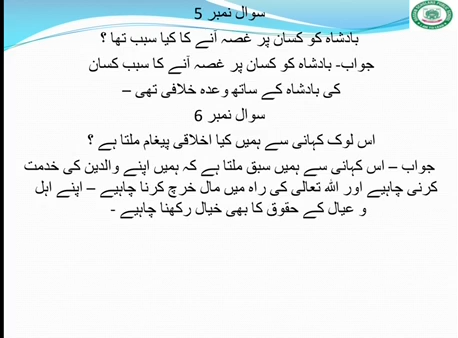 سوال نمبر 5
بادشاہ کو کسان پر غصہ آنے کا کیا سبب تھا ؟
جواب- بادشاہ کو کسان پر غصہ آنے کا سبب کسان
کی بادشاہ کے ساتھ وعدہ خلافی تھی –
سوال نمبر 6
اس لوک کہانی سے ہمیں کیا اخلاقی پیغام ملتا ہے ؟
جواب – اس کہانی سے ہمیں سبق ملتا ہے کہ ہمیں اپنے والدین کی خدمت
کرنی چاہیے اور اللہ تعالی کی راہ میں مال خرچ کرنا چاہیے – اپنے اہل
و عیال کے حقوق کا بھی خیال رکھنا چاہیے -